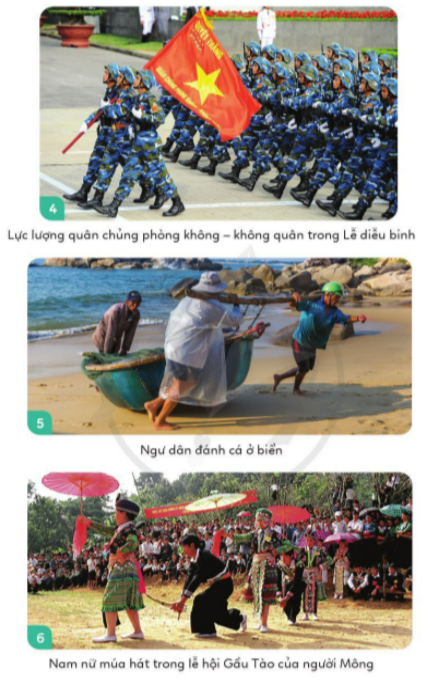 4
Lực lượng quân chủng phòng không – không quân trong Lễ diễu binh
5
Ngư dân đánh cá ở biển
6
Nam nữ múa hát trong lễ hội Gầu Tào của người Mông